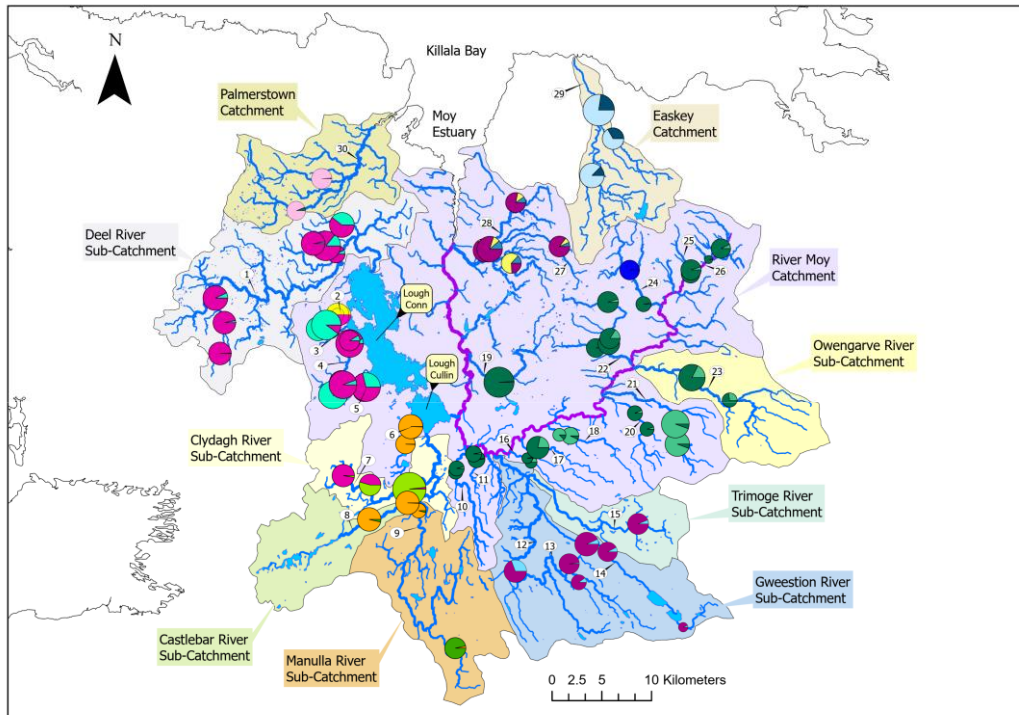 Killala Bay
N
29
Palmerstown
Catchment
Easkey
Catchment
Moy
Estuary
30
28
25
Deel River
Sub-Catchment
27
26
River Moy
Catchment
1
24
2
Lough
Conn
3
Owengarve River
Sub-Catchment
4
Lough
Cullin
19
22
21
23
5
6
16
18
20
Clydagh River
Sub-Catchment
7
17
11
Trimoge River
Sub-Catchment
8
10
15
9
12
13
14
Gweestion River
Sub-Catchment
Castlebar River
Sub-Catchment
Manulla River
Sub-Catchment
0 2.5 5 10 Kilometers